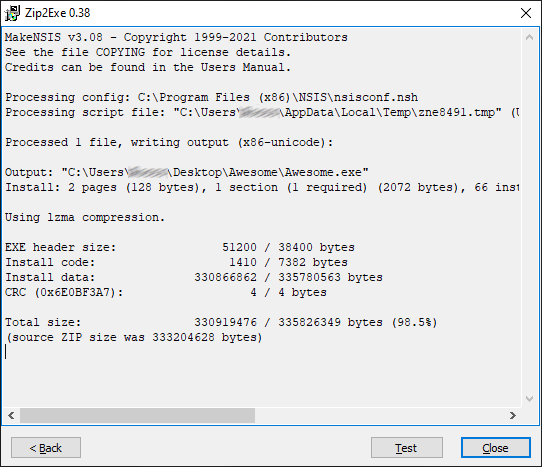 Zip2Exe 0.38
MakeNSIS v3.08 - Copyright 1999-2021 Contributors
See the file COPYING for license details.
Credits can be found in the Users Manual.
Processing config: C:\Program Files (x86)\NSIS\nsisconf.nsh
Processing script file: "C:\Users\ \AppData\Local\Temp\zne8491.tmp" (U
Processed 1 file, writing output (x86-unicode):
Output: "C:\Users\ \Desktop\Awesome\Awesome.exe"
Install: 2 pages (128 bytes), 1 section (1 required) (2072 bytes), 66 inst
Using lzma compression.
EXE header size: 51200 / 38400 bytes
Install code: 1410 / 7382 bytes
Install data: 330866862 / 335780563 bytes
CRC (0x6E0BF3A7): 4 / 4 bytes
Total size: 330919476 / 335826349 bytes (98.5%)
(source ZIP size was 333204628 bytes)
< Back Test Close